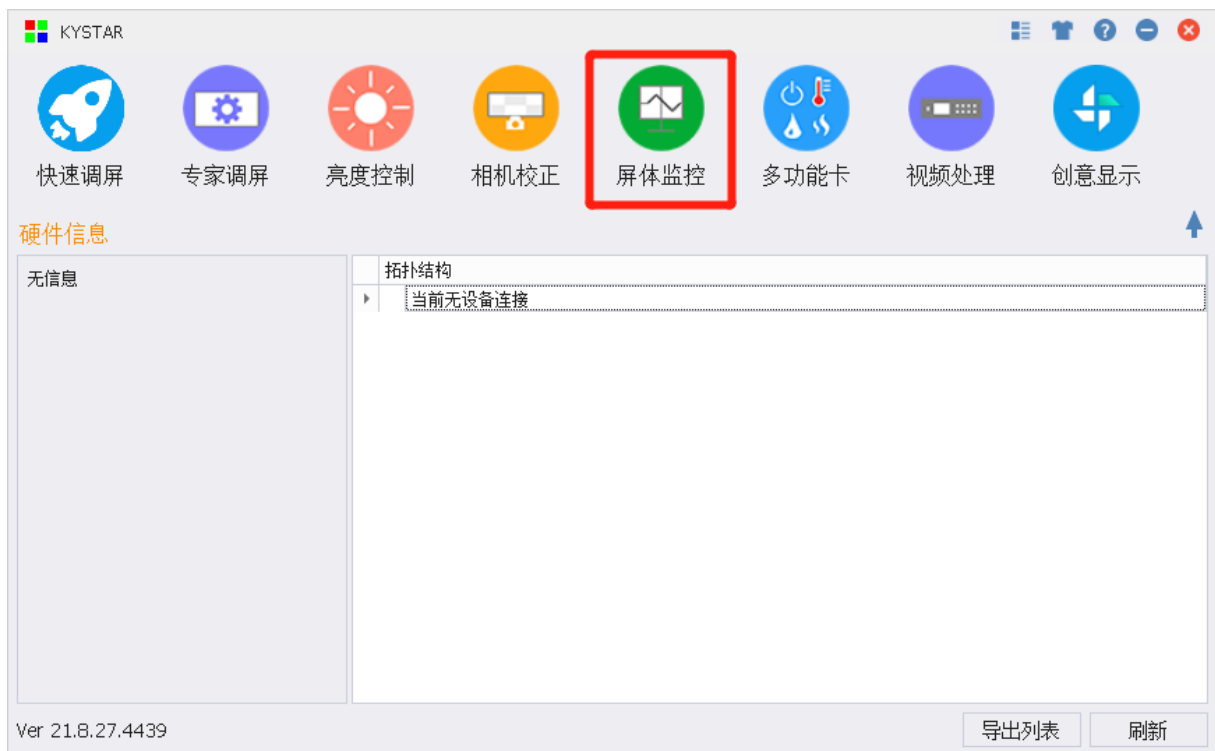 KYSTAR
快速调屏 专家调屏 亮度控制 相机校正 屏体监控 多功能卡 视频处理 创意显示
硬件信息
无信息
拓扑结构
当前无设备连接
Ver 21.8.27.4439
导出列表 刷新